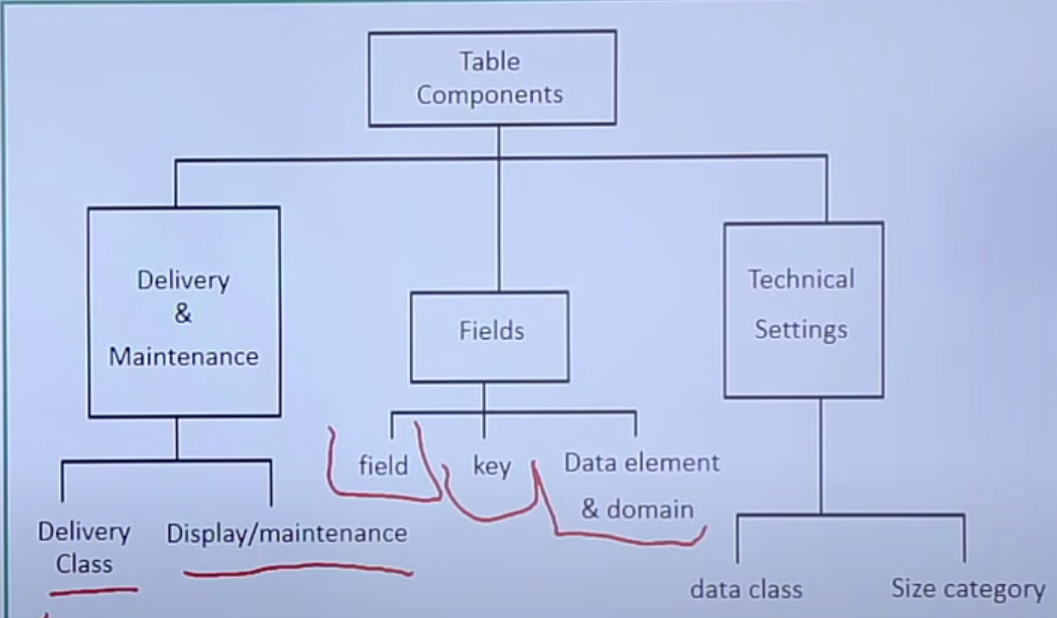 Table
Components
Delivery
&
Maintenance
Fields
Technical
Settings
field
key
Data element
& domain
Delivery
Class
Display/maintenance
data class
Size category